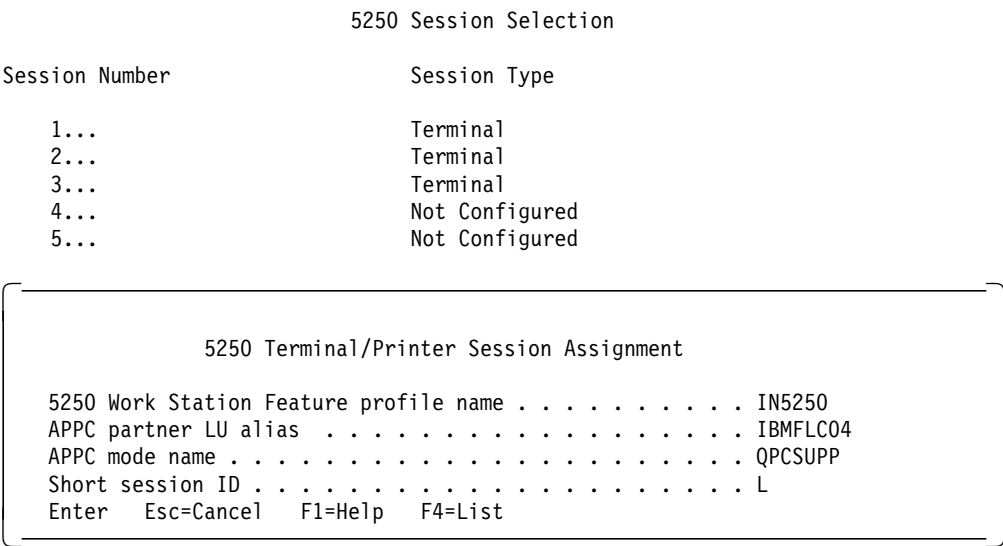 5250 Session Selection
Session Number Session Type
1... Terminal
2... Terminal
3... Terminal
4... Not Configured
5... Not Configured
5250 Terminal/Printer Session Assignment
5250 Work Station Feature profile name . . . . . . . . . . IN5250
APPC partner LU alias . . . . . . . . . . . . . . . . . . IBMFLC04
APPC mode name . . . . . . . . . . . . . . . . . . . . . . QPCSUPP
Short session ID . . . . . . . . . . . . . . . . . . . . . L
Enter Esc=Cancel F1=Help F4=List